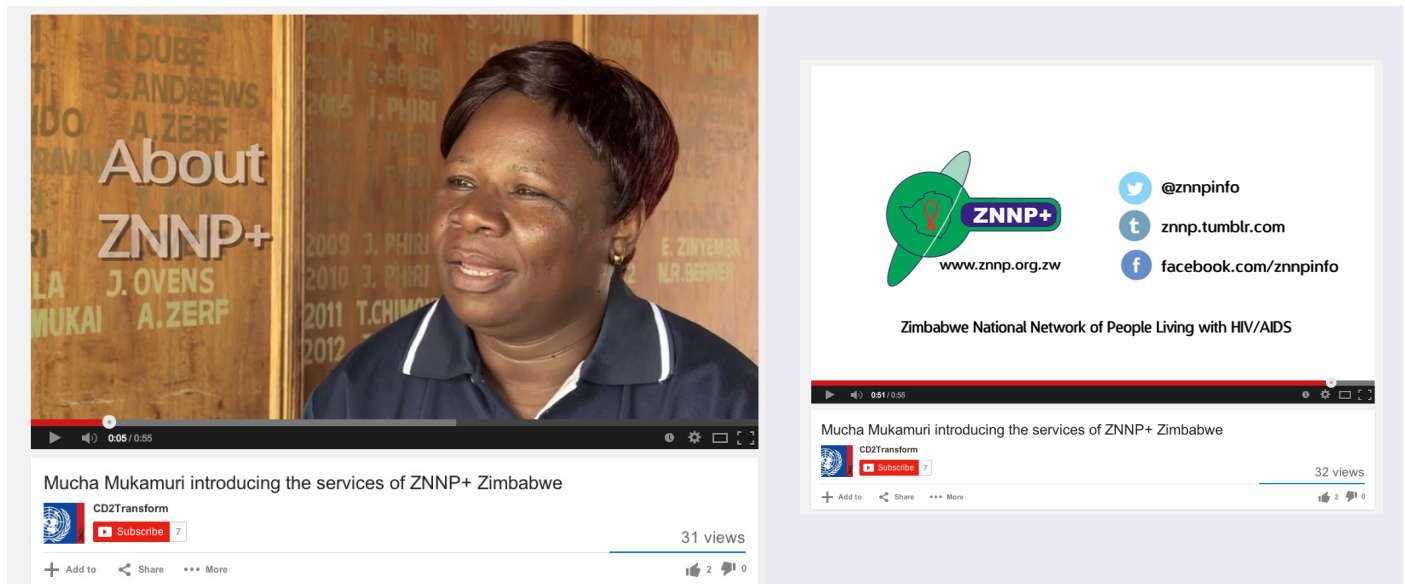 N.DUBE
S.ANDREWS
A.ZERF
About
ZNNP+
J.OVENS
MUKAI A.ZERF
J.PHIRI
2004 G.ROVER
2005 J.PHIRI
2009 J.PHIRI
2010 J.PHIRI
2011 T.CHIMO
2012
E. ZINYEMBA
0:05 / 0:55
Mucha Mukamuri introducing the services of ZNNP+ Zimbabwe
CD2Transform
Subscribe 7
31 views
Add to Share More
2 0
ZNNP+
www.znnp.org.zw
@znnpinfo
znnp.tumblr.com
facebook.com/znnpinfo
Zimbabwe National Network of People Living with HIV/AIDS
0:51 / 0:55
Mucha Mukamuri introducing the services of ZNNP+ Zimbabwe
CD2Transform
Subscribe 7
32 views
Add to Share More
2 0